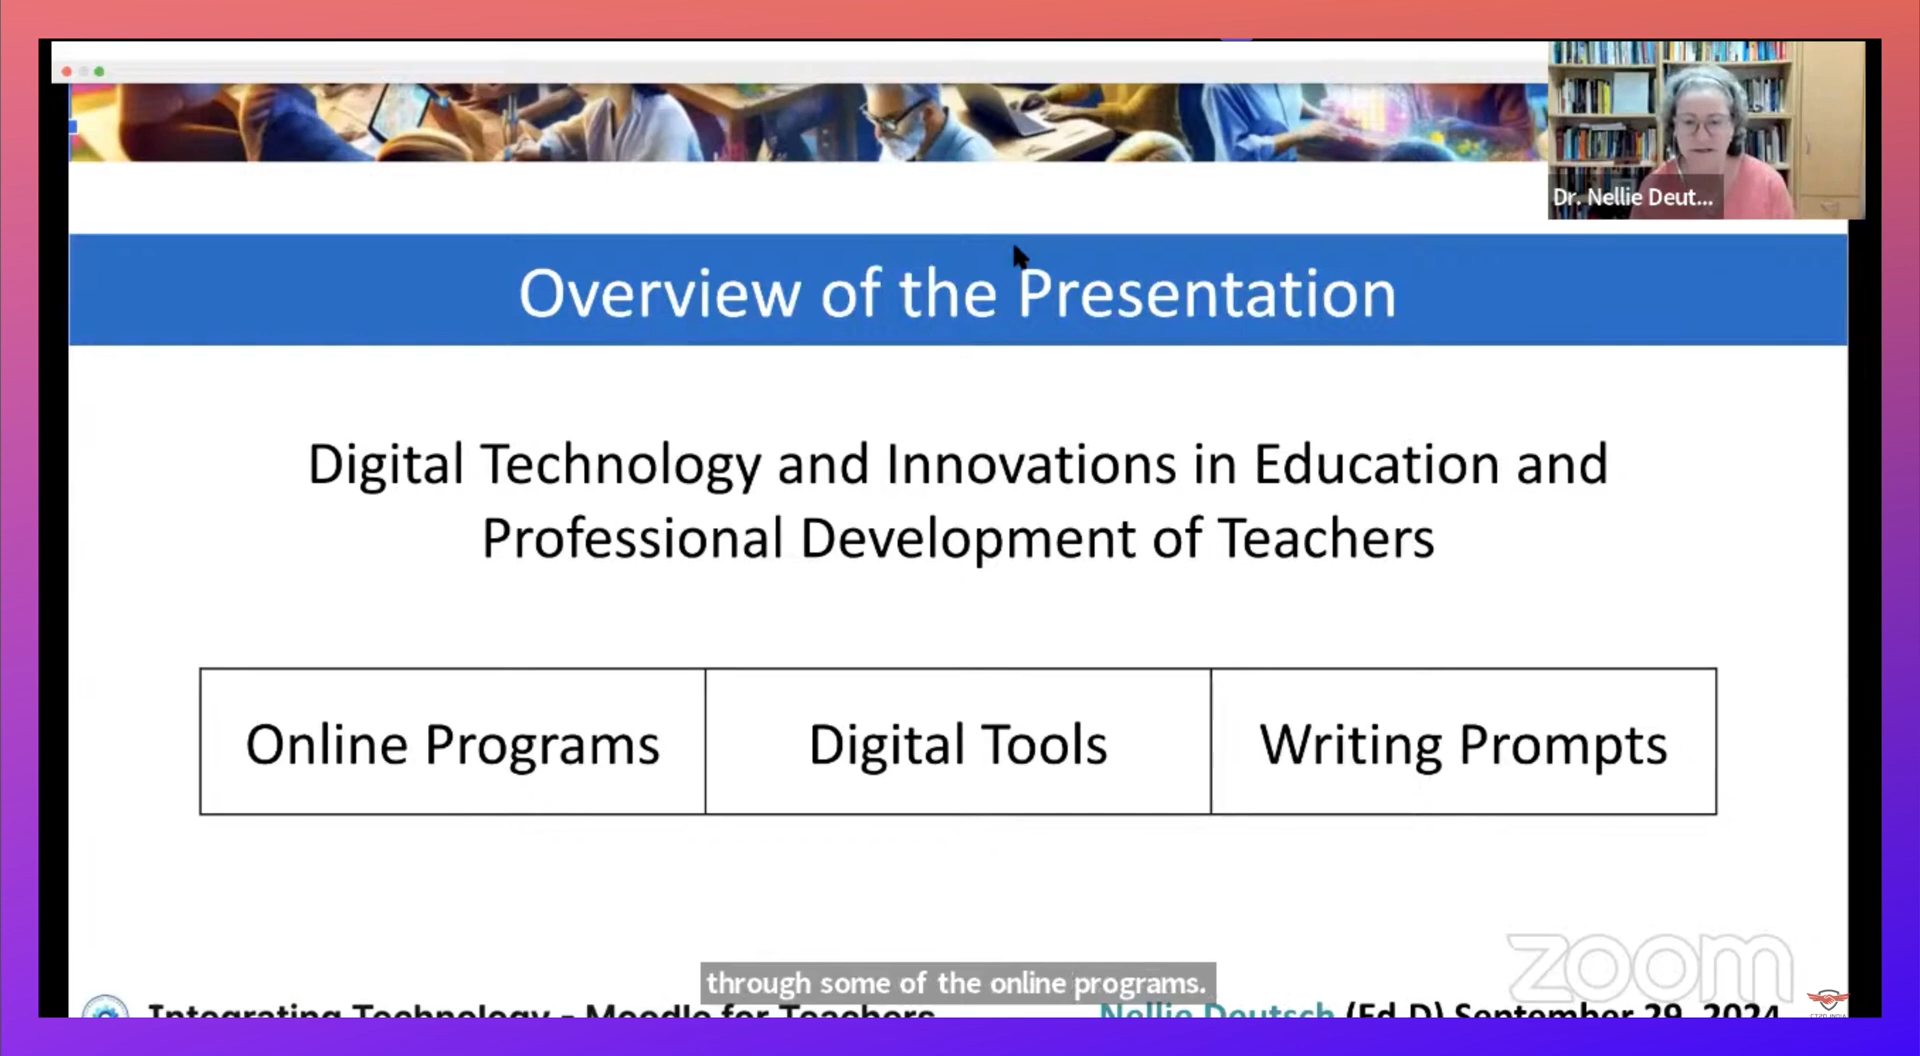 Dr. Nellie Deut...
Overview of the Presentation
Digital Technology and Innovations in Education and
Professional Development of Teachers
Online Programs
Digital Tools
Writing Prompts
zoom
through some of the online programs.
Integrating Technology - Moodle for Teachers
Nellie Deutsch (Ed.D) September 29, 2024